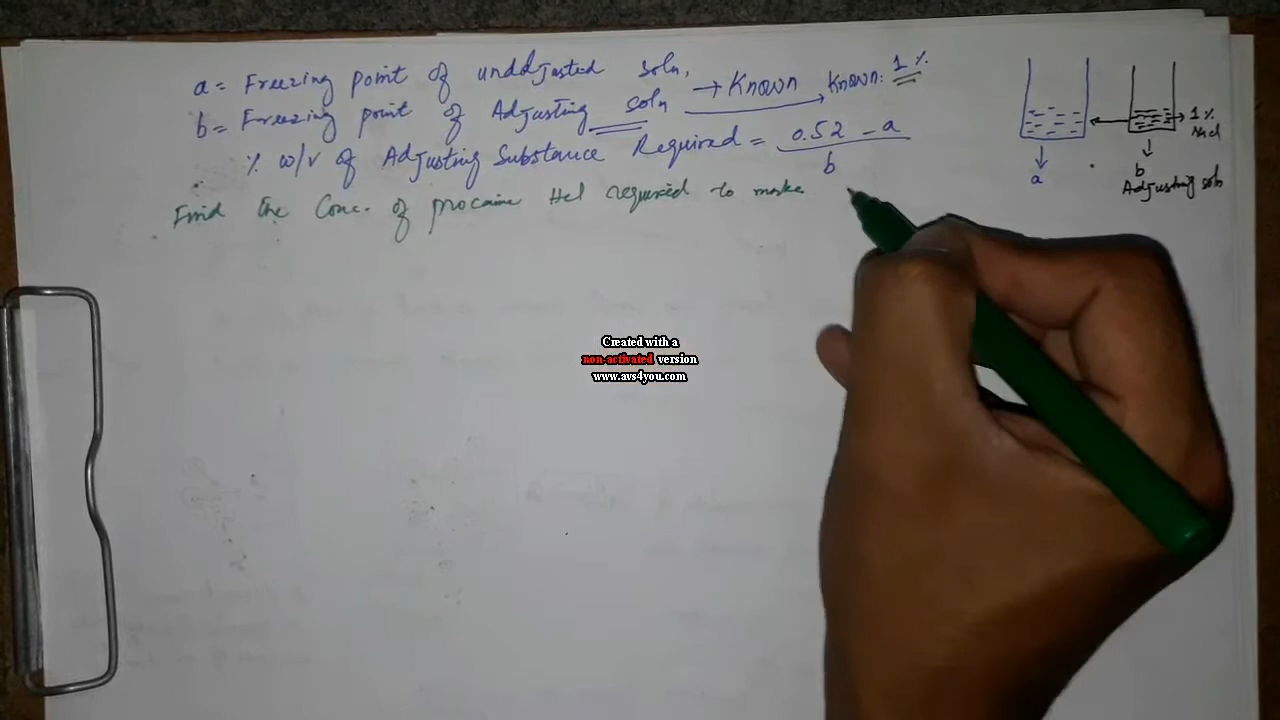 a = Freezing point of unadjusted soln.
b = Freezing point of Adjusting soln → Known → Known: 1%
% w/v of Adjusting Substance Required = 0.52 - a / b
Find the Conc. of procaine Hcl required to make
→ 1%
Nacl
a
b
Adjusting soln
Created with a
non-activated version
www.avs4you.com